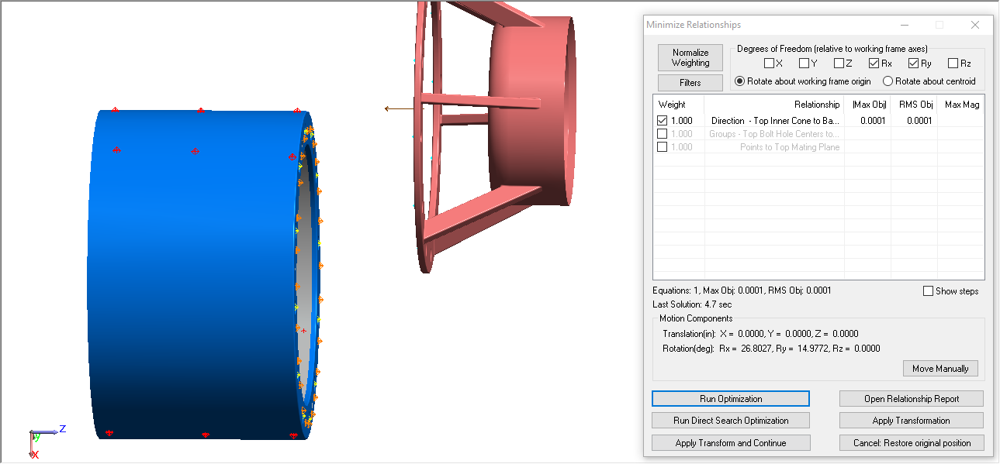 Minimize Relationships
Normalize Weighting
Degrees of Freedom (relative to working frame axes)
X Y Z Rx Ry Rz
Filters
Rotate about working frame origin Rotate about centroid
Weight Relationship |Max Obj| RMS Obj Max Mag
1.000 Direction - Top Inner Cone to Ba... 0.0001 0.0001
1.000 Groups - Top Bolt Hole Centers to...
1.000 Points to Top Mating Plane
Equations: 1, Max Obj: 0.0001, RMS Obj: 0.0001 Show steps
Last Solution: 4.7 sec
Motion Components
Translation(in): X = 0.0000, Y = 0.0000, Z = 0.0000
Rotation(deg): Rx = 26.8027, Ry = 14.9772, Rz = 0.0000
Move Manually
Run Optimization Open Relationship Report
Run Direct Search Optimization Apply Transformation
Apply Transform and Continue Cancel: Restore original position
Z
y
X